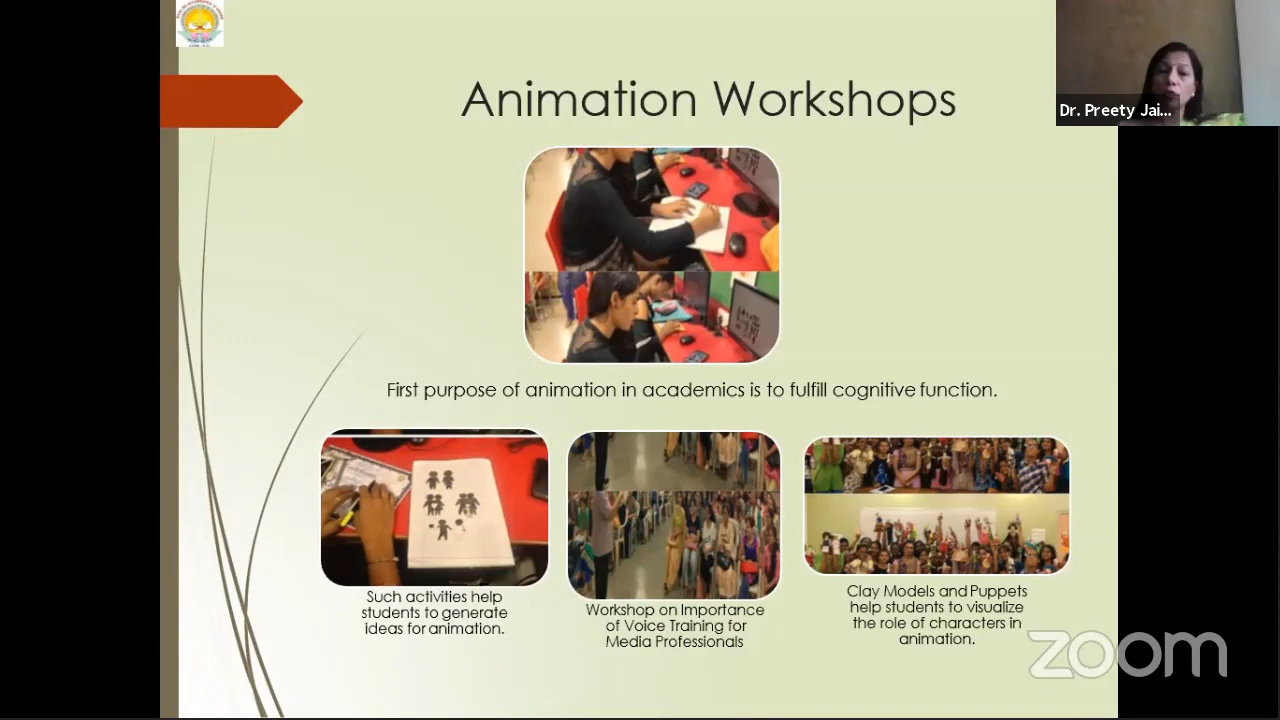 Animation Workshops
Dr. Preety Jai...
First purpose of animation in academics is to fulfill cognitive function.
Such activities help
students to generate
ideas for animation.
Workshop on Importance
of Voice Training for
Media Professionals
Clay Models and Puppets
help students to visualize
the role of characters in
animation.
zoom